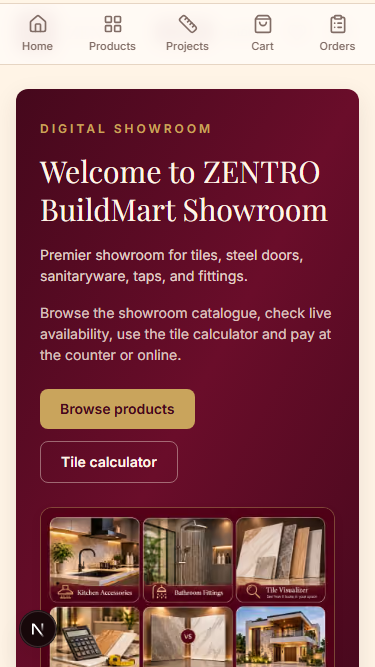 Home Products Projects Cart Orders
DIGITAL SHOWROOM
Welcome to ZENTRO
BuildMart Showroom
Premier showroom for tiles, steel doors,
sanitaryware, taps, and fittings.
Browse the showroom catalogue, check live
availability, use the tile calculator and pay at
the counter or online.
Browse products
Tile calculator
Kitchen Accessories Bathroom Fittings Tile Visualizer
VS
N